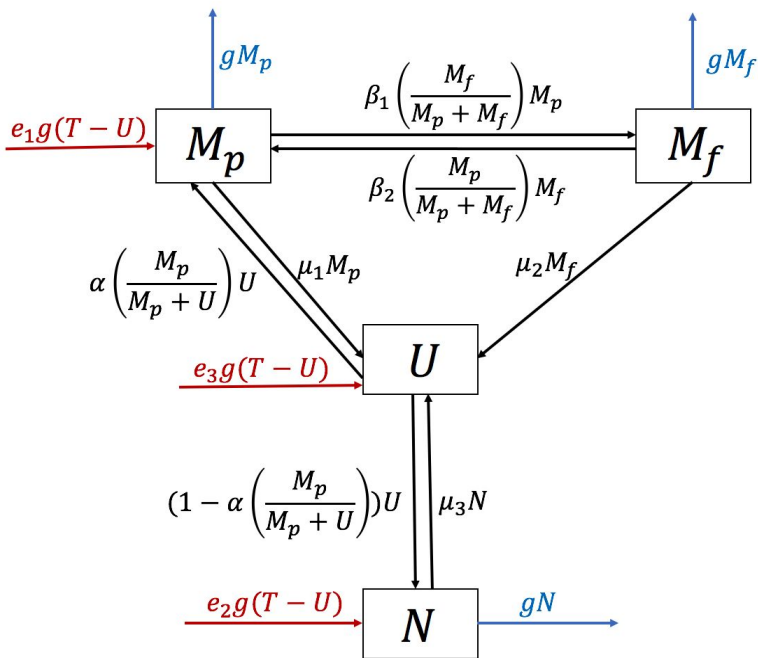 gM_p
gM_f
β_1 (M_f / (M_p + M_f)) M_p
e_1g(T − U)
M_p
M_f
β_2 (M_p / (M_p + M_f)) M_f
α (M_p / (M_p + U)) U
μ_1M_p
μ_2M_f
U
e_3g(T − U)
(1 − α (M_p / (M_p + U)))U
μ_3N
e_2g(T − U)
N
gN